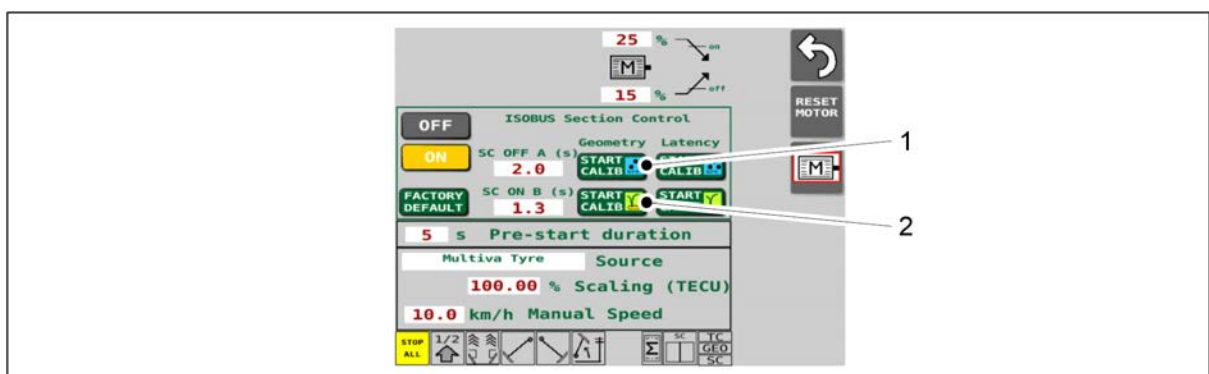 25 %
on
M
15 %
off
RESET
MOTOR
OFF
ISOBUS Section Control
Geometry Latency
ON
SC OFF A (s)
2.0
START
CALIB
CALIB
M
1
FACTORY
DEFAULT
SC ON B (s)
1.3
START
CALIB
START
2
5 s Pre-start duration
Multiva Tyre Source
100.00 % Scaling (TECU)
10.0 km/h Manual Speed
STOP
ALL
1/2
Σ
SC
TC
GEO
SC